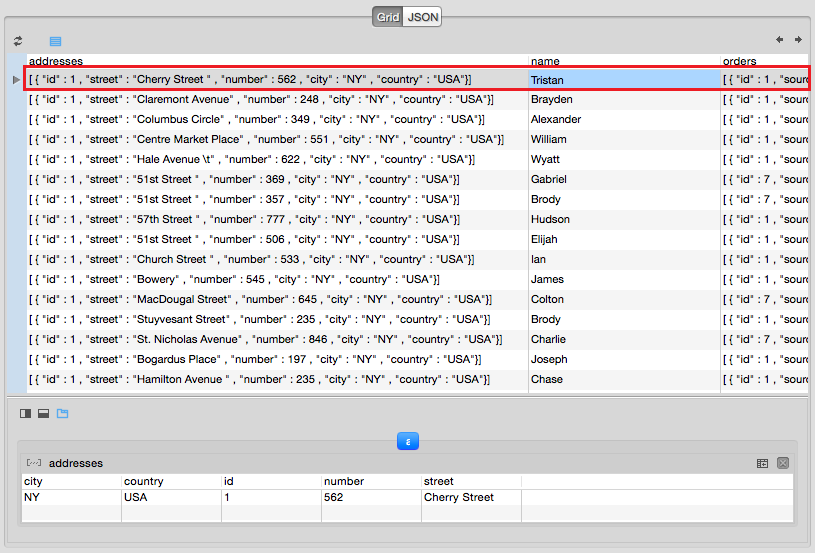 Grid JSON
addresses name orders
[ { "id" : 1 , "street" : "Cherry Street " , "number" : 562 , "city" : "NY" , "country" : "USA"}] Tristan [ { "id" : 1 , "sourc
[ { "id" : 1 , "street" : "Claremont Avenue" , "number" : 248 , "city" : "NY" , "country" : "USA"}] Brayden [ { "id" : 1 , "sourc
[ { "id" : 1 , "street" : "Columbus Circle" , "number" : 349 , "city" : "NY" , "country" : "USA"}] Alexander [ { "id" : 1 , "sourc
[ { "id" : 1 , "street" : "Centre Market Place" , "number" : 551 , "city" : "NY" , "country" : "USA"}] William [ { "id" : 1 , "sourc
[ { "id" : 1 , "street" : "Hale Avenue \t" , "number" : 622 , "city" : "NY" , "country" : "USA"}] Wyatt [ { "id" : 1 , "sourc
[ { "id" : 1 , "street" : "51st Street " , "number" : 369 , "city" : "NY" , "country" : "USA"}] Gabriel [ { "id" : 7 , "sourc
[ { "id" : 1 , "street" : "51st Street " , "number" : 357 , "city" : "NY" , "country" : "USA"}] Brody [ { "id" : 7 , "sourc
[ { "id" : 1 , "street" : "57th Street " , "number" : 777 , "city" : "NY" , "country" : "USA"}] Hudson [ { "id" : 1 , "sourc
[ { "id" : 1 , "street" : "51st Street " , "number" : 506 , "city" : "NY" , "country" : "USA"}] Elijah [ { "id" : 1 , "sourc
[ { "id" : 1 , "street" : "Church Street " , "number" : 533 , "city" : "NY" , "country" : "USA"}] Ian [ { "id" : 1 , "sourc
[ { "id" : 1 , "street" : "Bowery" , "number" : 545 , "city" : "NY" , "country" : "USA"}] James [ { "id" : 1 , "sourc
[ { "id" : 1 , "street" : "MacDougal Street" , "number" : 645 , "city" : "NY" , "country" : "USA"}] Colton [ { "id" : 7 , "sourc
[ { "id" : 1 , "street" : "Stuyvesant Street" , "number" : 235 , "city" : "NY" , "country" : "USA"}] Brody [ { "id" : 1 , "sourc
[ { "id" : 1 , "street" : "St. Nicholas Avenue" , "number" : 846 , "city" : "NY" , "country" : "USA"}] Charlie [ { "id" : 7 , "sourc
[ { "id" : 1 , "street" : "Bogardus Place" , "number" : 197 , "city" : "NY" , "country" : "USA"}] Joseph [ { "id" : 1 , "sourc
[ { "id" : 1 , "street" : "Hamilton Avenue " , "number" : 235 , "city" : "NY" , "country" : "USA"}] Chase [ { "id" : 1 , "sourc
addresses
city country id number street
NY USA 1 562 Cherry Street